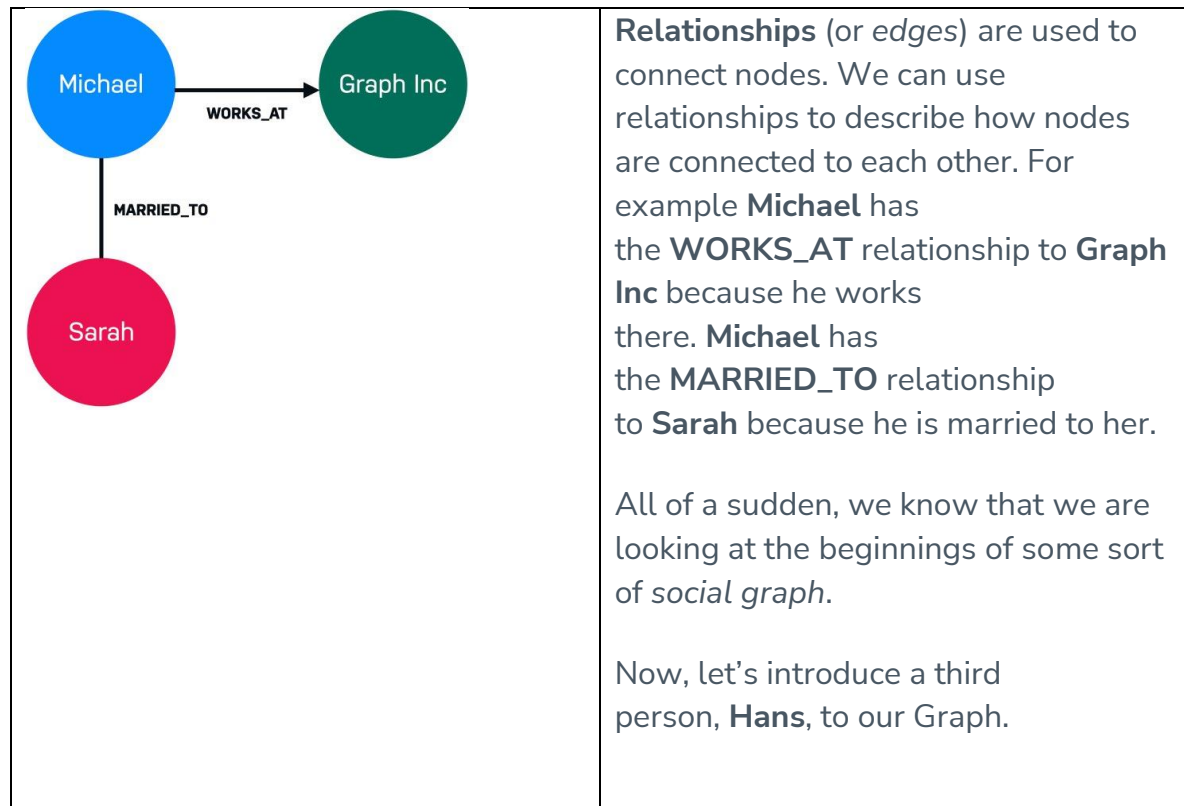 Michael
Graph Inc
WORKS_AT
MARRIED_TO
Sarah
Relationships (or edges) are used to
connect nodes. We can use
relationships to describe how nodes
are connected to each other. For
example Michael has
the WORKS_AT relationship to Graph
Inc because he works
there. Michael has
the MARRIED_TO relationship
to Sarah because he is married to her.
All of a sudden, we know that we are
looking at the beginnings of some sort
of social graph.
Now, let’s introduce a third
person, Hans, to our Graph.